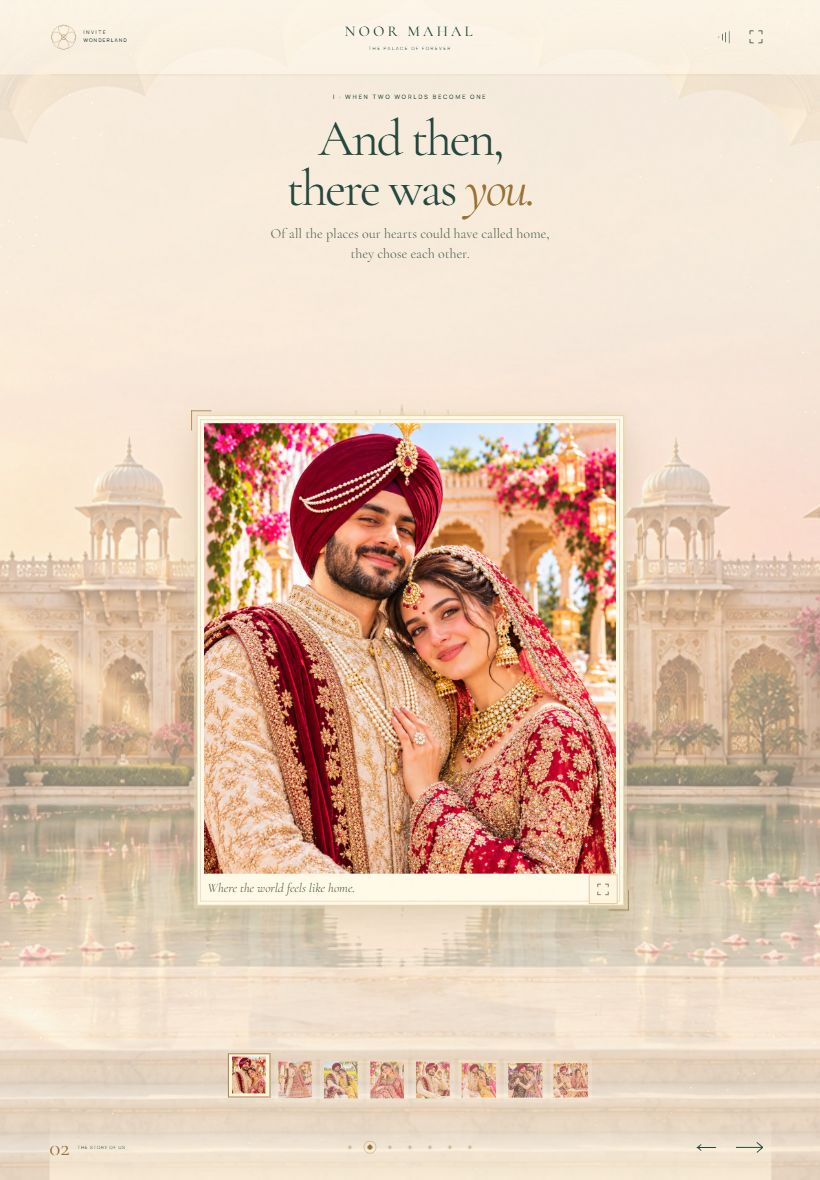 INVITE
WONDERLAND
NOOR MAHAL
THE PALACE OF FOREVER
I · WHEN TWO WORLDS BECOME ONE
And then,
there was you.
Of all the places our hearts could have called home,
they chose each other.
Where the world feels like home.
02 THE STORY OF US